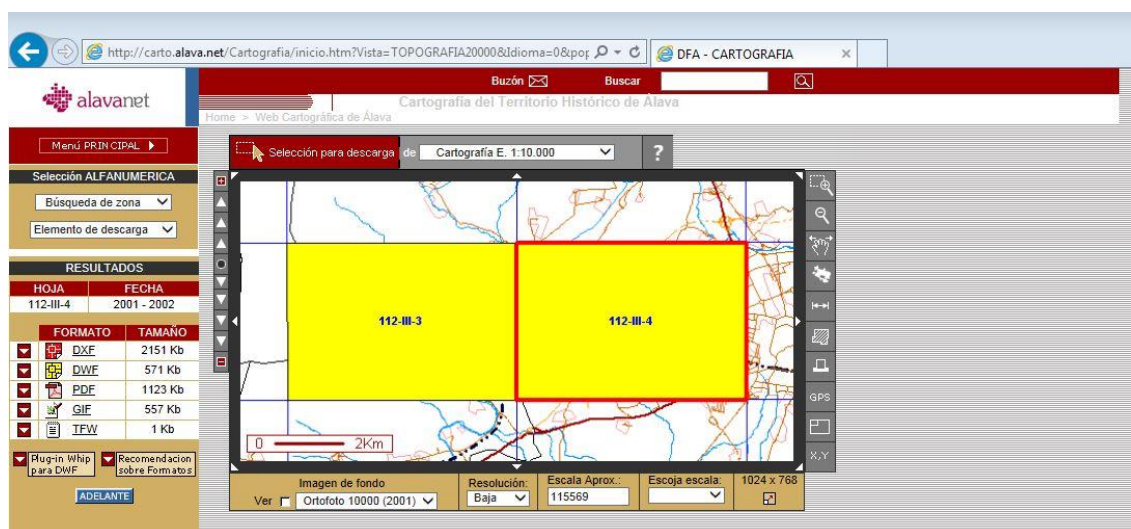 http://carto.alava.net/Cartografia/inicio.htm?Vista=TOPOGRAFIA20000&Idioma=0&pop
DFA - CARTOGRAFIA
Buzón Buscar
alavanet
Cartografía del Territorio Histórico de Álava
Home > Web Cartográfica de Álava
Menú PRINCIPAL
Selección para descarga de Cartografía E. 1:10.000 ?
Selección ALFANUMERICA
Búsqueda de zona
Elemento de descarga
RESULTADOS
HOJA FECHA
112-III-4 2001 - 2002
FORMATO TAMAÑO
DXF 2151 Kb
DWF 571 Kb
PDF 1123 Kb
GIF 557 Kb
TFW 1 Kb
Plug-in Whip
para DWF
Recomendacion
sobre Formatos
ADELANTE
112-III-3 112-III-4
0 2Km
GPS
X,Y
Imagen de fondo Resolución: Escala Aprox.: Escoja escala: 1024 x 768
Ver Ortofoto 10000 (2001) Baja 115569